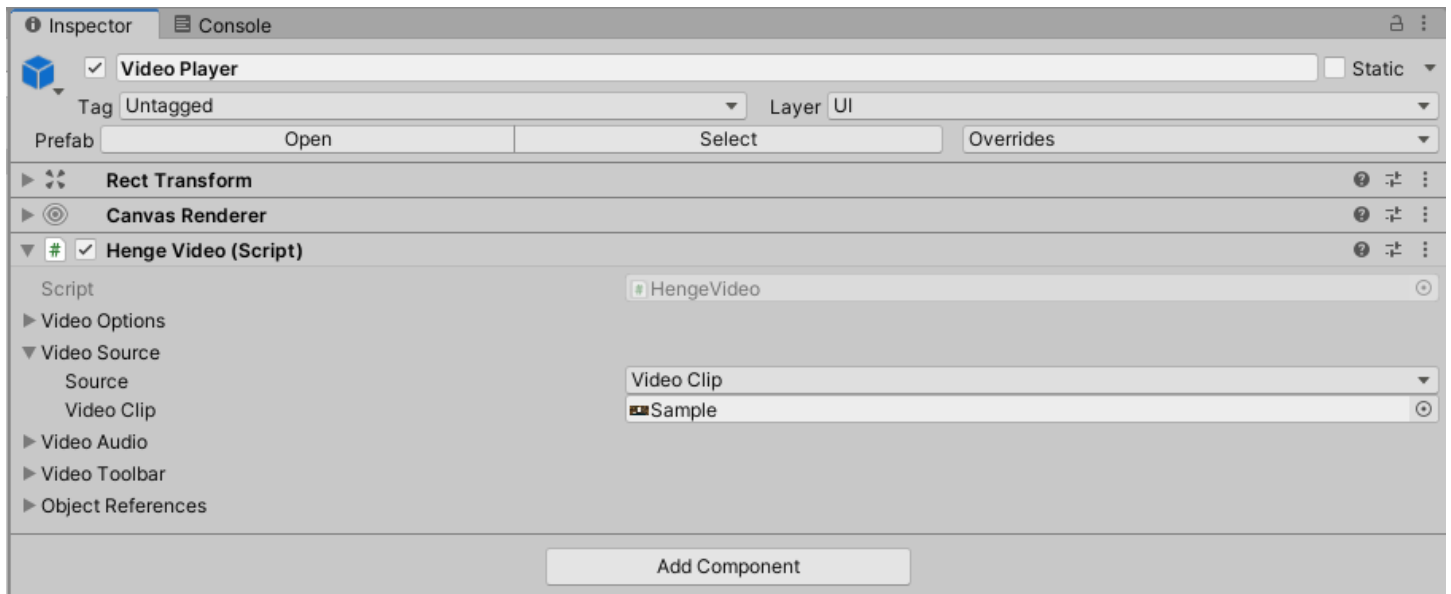 Inspector Console
Video Player Static
Tag Untagged Layer UI
Prefab Open Select Overrides
Rect Transform
Canvas Renderer
# Henge Video (Script)
Script # HengeVideo
Video Options
Video Source
Source Video Clip
Video Clip Sample
Video Audio
Video Toolbar
Object References
Add Component